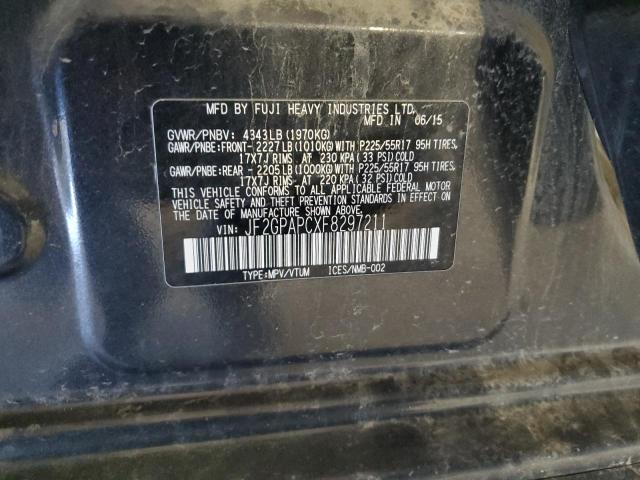 MFD BY FUJI HEAVY INDUSTRIES LTD.
MFD. IN 06/15
GVWR/PNBV: 4343LB(1970KG)
GAWR/PNBE:FRONT- 2227LB(1010KG)WITH P225/55R17 95H TIRES,
17X7J RIMS, AT 230 KPA(33 PSI)COLD
GAWR/PNBE:REAR - 2205LB(1000KG)WITH P225/55R17 95H TIRES,
17X7J RIMS, AT 220 KPA(32 PSI)COLD
THIS VEHICLE CONFORMS TO ALL APPLICABLE FEDERAL MOTOR
VEHICLE SAFETY AND THEFT PREVENTION STANDARDS IN EFFECT ON
THE DATE OF MANUFACTURE SHOWN ABOVE.
VIN: JF2GPAPCXF8297211
TYPE:MPV/VTUM ICES/NMB-002